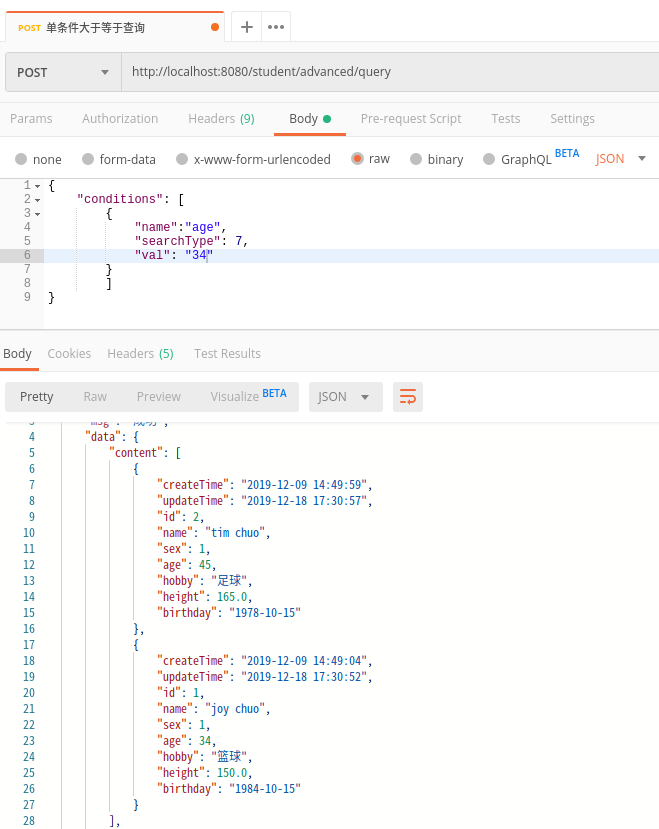 POST 单条件大于等于查询
POST http://localhost:8080/student/advanced/query
Params Authorization Headers (9) Body Pre-request Script Tests Settings
none form-data x-www-form-urlencoded raw binary GraphQL BETA JSON
1 {
2 "conditions": [
3 {
4 "name":"age",
5 "searchType": 7,
6 "val": "34"
7 }
8 ]
9 }
Body Cookies Headers (5) Test Results
Pretty Raw Preview Visualize BETA JSON
3 "msg": "成功",
4 "data": {
5 "content": [
6 {
7 "createTime": "2019-12-09 14:49:59",
8 "updateTime": "2019-12-18 17:30:57",
9 "id": 2,
10 "name": "tim chuo",
11 "sex": 1,
12 "age": 45,
13 "hobby": "足球",
14 "height": 165.0,
15 "birthday": "1978-10-15"
16 },
17 {
18 "createTime": "2019-12-09 14:49:04",
19 "updateTime": "2019-12-18 17:30:52",
20 "id": 1,
21 "name": "joy chuo",
22 "sex": 1,
23 "age": 34,
24 "hobby": "篮球",
25 "height": 150.0,
26 "birthday": "1984-10-15"
27 }
28 ],